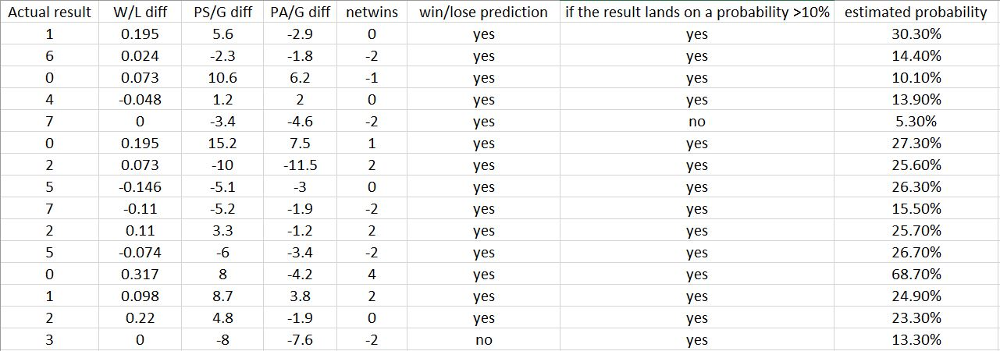 Actual result W/L diff PS/G diff PA/G diff netwins win/lose prediction if the result lands on a probability >10% estimated probability
1 0.195 5.6 -2.9 0 yes yes 30.30%
6 0.024 -2.3 -1.8 -2 yes yes 14.40%
0 0.073 10.6 6.2 -1 yes yes 10.10%
4 -0.048 1.2 2 0 yes yes 13.90%
7 0 -3.4 -4.6 -2 yes no 5.30%
0 0.195 15.2 7.5 1 yes yes 27.30%
2 0.073 -10 -11.5 2 yes yes 25.60%
5 -0.146 -5.1 -3 0 yes yes 26.30%
7 -0.11 -5.2 -1.9 -2 yes yes 15.50%
2 0.11 3.3 -1.2 2 yes yes 25.70%
5 -0.074 -6 -3.4 -2 yes yes 26.70%
0 0.317 8 -4.2 4 yes yes 68.70%
1 0.098 8.7 3.8 2 yes yes 24.90%
2 0.22 4.8 -1.9 0 yes yes 23.30%
3 0 -8 -7.6 -2 no yes 13.30%